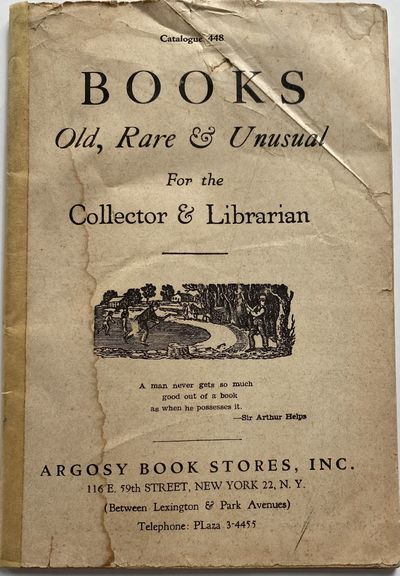 Catalogue 448
BOOKS
Old, Rare & Unusual
For the
Collector & Librarian
A man never gets so much
good out of a book
as when he possesses it.
—Sir Arthur Helps
ARGOSY BOOK STORES, INC.
116 E. 59th STREET, NEW YORK 22, N. Y.
(Between Lexington & Park Avenues)
Telephone: PLaza 3-4455